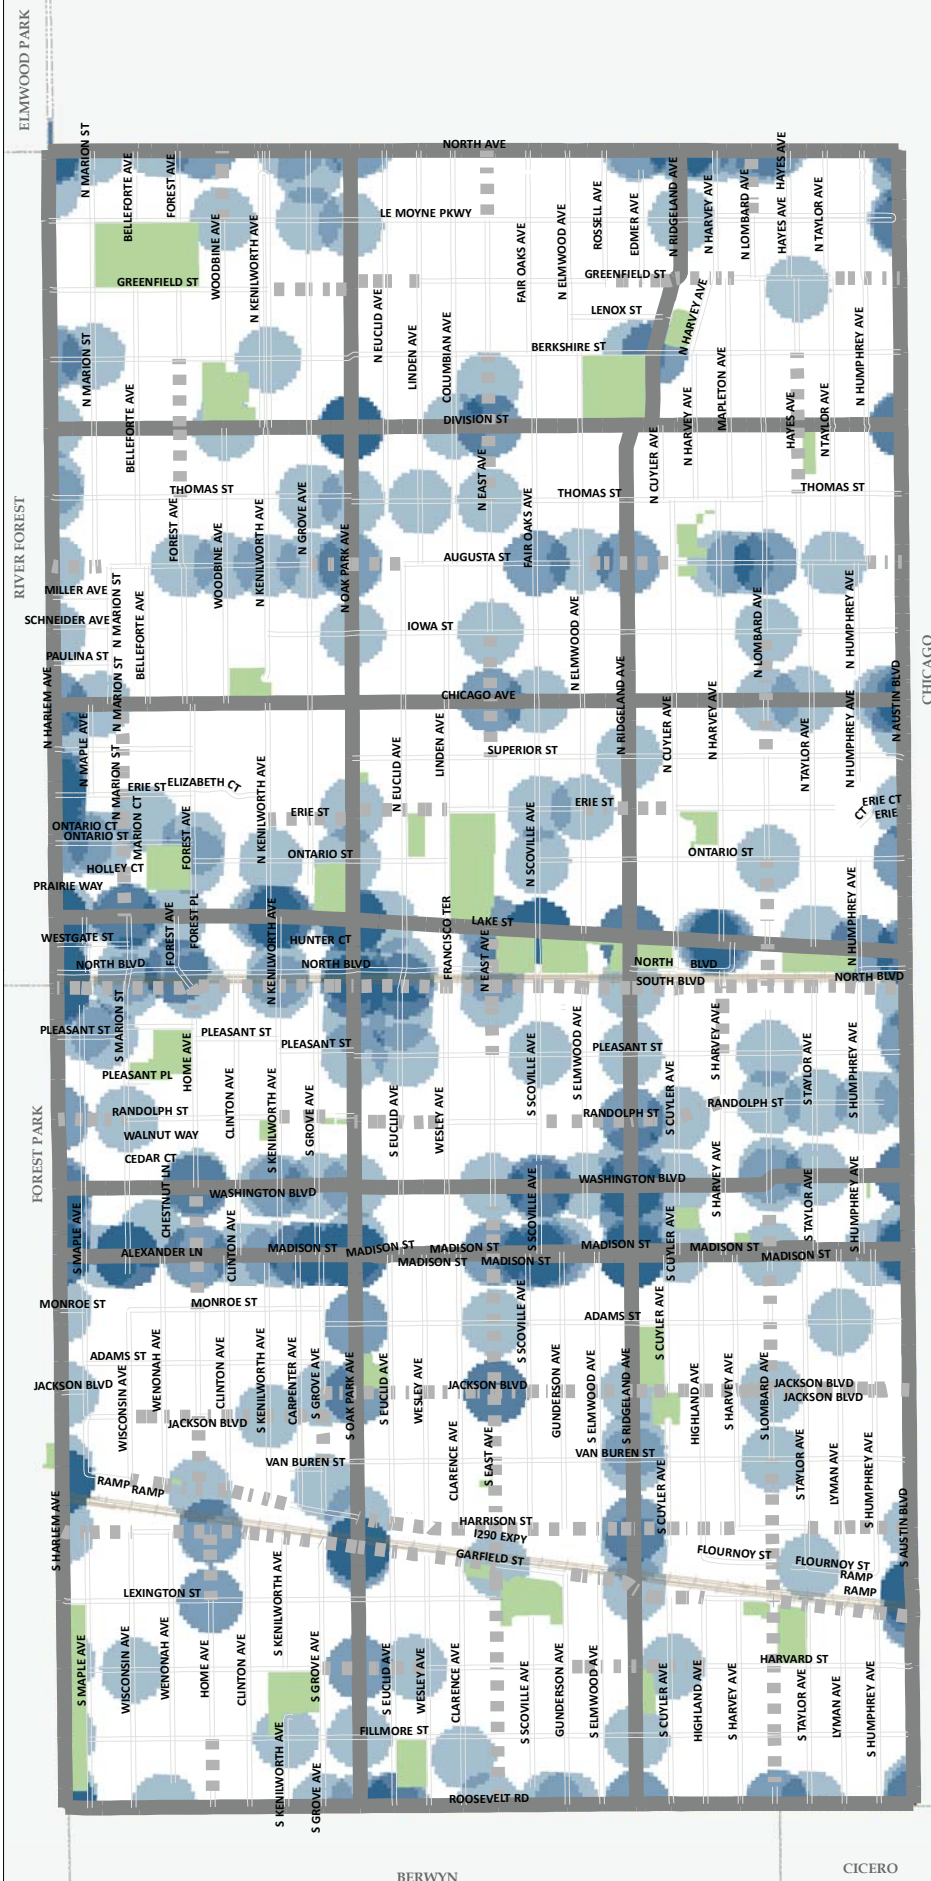 ELMWOOD PARK
NORTH AVE
N MARION ST
BELLEFORTE AVE
FOREST AVE
HAYES AVE
N RIDGELAND AVE
N HARVEY AVE
N LOMBARD AVE
HAYES AVE
N TAYLOR AVE
LE MOYNE PKWY
WOODBINE AVE
N KENILWORTH AVE
FAIR OAKS AVE
N ELMWOOD AVE
ROSSELL AVE
EDMER AVE
GREENFIELD ST
GREENFIELD ST
N EUCLID AVE
LINDEN AVE
COLUMBIAN AVE
LENOX ST
N HARVEY AVE
BERKSHIRE ST
N MARION ST
BELLEFORTE AVE
MAPLETON AVE
N HUMPHREY AVE
DIVISION ST
N CUYLER AVE
N HARVEY AVE
HAYES AVE
N TAYLOR AVE
RIVER FOREST
THOMAS ST
N EAST AVE
THOMAS ST
THOMAS ST
FOREST AVE
WOODBINE AVE
N KENILWORTH AVE
N GROVE AVE
N OAK PARK AVE
FAIR OAKS AVE
AUGUSTA ST
MILLER AVE
N MARION ST
BELLEFORTE AVE
SCHNEIDER AVE
IOWA ST
N ELMWOOD AVE
N LOMBARD AVE
N HUMPHREY AVE
PAULINA ST
CHICAGO
N HARLEM AVE
N MARION ST
CHICAGO AVE
N RIDGELAND AVE
N AUSTIN BLVD
N MAPLE AVE
N MARION ST
LINDEN AVE
N EUCLID AVE
SUPERIOR ST
N CUYLER AVE
N HARVEY AVE
N TAYLOR AVE
N HUMPHREY AVE
ERIE ST
ELIZABETH CT
N KENILWORTH AVE
ERIE ST
ERIE ST
ERIE CT
CT
ERIE
ONTARIO CT
ONTARIO ST
MARION CT
FOREST AVE
ONTARIO ST
N SCOVILLE AVE
ONTARIO ST
HOLLEY CT
PRAIRIE WAY
FOREST AVE
FOREST PL
N KENILWORTH AVE
FRANCISCO TER
LAKE ST
N HUMPHREY AVE
WESTGATE ST
HUNTER CT
N EAST AVE
NORTH BLVD
NORTH BLVD
NORTH BLVD
NORTH BLVD
SOUTH BLVD
PLEASANT ST
S MARION ST
PLEASANT ST
PLEASANT ST
HOME AVE
PLEASANT PL
S SCOVILLE AVE
S ELMWOOD AVE
PLEASANT ST
S HARVEY AVE
S TAYLOR AVE
S HUMPHREY AVE
RANDOLPH ST
CLINTON AVE
S KENILWORTH AVE
S GROVE AVE
S EUCLID AVE
WESLEY AVE
RANDOLPH ST
S CUYLER AVE
RANDOLPH ST
FOREST PARK
WALNUT WAY
CEDAR CT
CHESTNUT LN
WASHINGTON BLVD
S SCOVILLE AVE
WASHINGTON BLVD
S HARVEY AVE
S TAYLOR AVE
S HUMPHREY AVE
S MAPLE AVE
ALEXANDER LN
CLINTON AVE
MADISON ST
MADISON ST
MADISON ST
MADISON ST
MADISON ST
MADISON ST
S CUYLER AVE
MADISON ST
MADISON ST
MONROE ST
MONROE ST
S SCOVILLE AVE
ADAMS ST
S CUYLER AVE
ADAMS ST
JACKSON BLVD
WISCONSIN AVE
WENONAH AVE
CLINTON AVE
S KENILWORTH AVE
CARPENTER AVE
S GROVE AVE
S OAK PARK AVE
S EUCLID AVE
WESLEY AVE
JACKSON BLVD
GUNDERSON AVE
S ELMWOOD AVE
S RIDGELAND AVE
HIGHLAND AVE
S HARVEY AVE
S LOMBARD AVE
JACKSON BLVD
JACKSON BLVD
JACKSON BLVD
CLARENCE AVE
S EAST AVE
VAN BUREN ST
VAN BUREN ST
S CUYLER AVE
S TAYLOR AVE
LYMAN AVE
S HUMPHREY AVE
RAMP
RAMP
S HARLEM AVE
HARRISON ST
I290 EXPY
GARFIELD ST
S AUSTIN BLVD
FLOURNOY ST
FLOURNOY ST
RAMP
RAMP
LEXINGTON ST
S KENILWORTH AVE
HARVARD ST
S MAPLE AVE
WISCONSIN AVE
WENONAH AVE
HOME AVE
CLINTON AVE
S GROVE AVE
S EUCLID AVE
WESLEY AVE
CLARENCE AVE
S SCOVILLE AVE
GUNDERSON AVE
S ELMWOOD AVE
S CUYLER AVE
HIGHLAND AVE
S HARVEY AVE
S TAYLOR AVE
LYMAN AVE
S HUMPHREY AVE
FILLMORE ST
S KENILWORTH AVE
S GROVE AVE
ROOSEVELT RD
BERWYN
CICERO